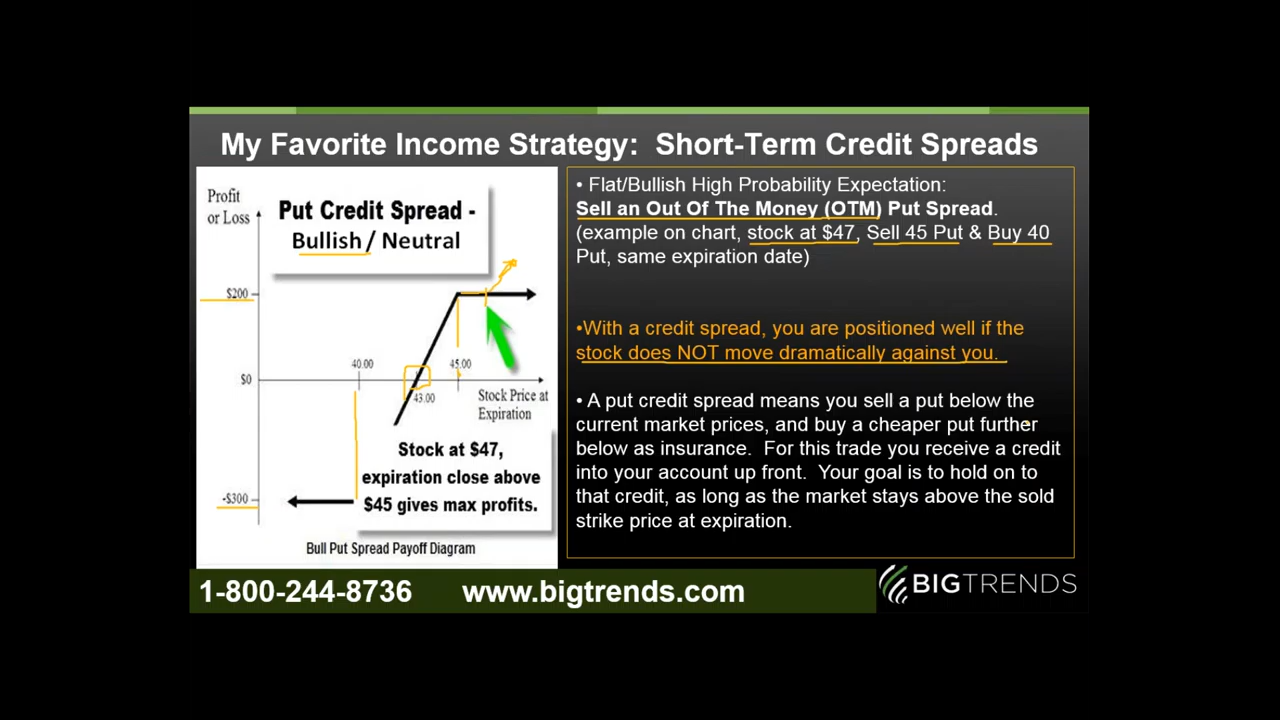 My Favorite Income Strategy: Short-Term Credit Spreads
Profit
or Loss
Put Credit Spread -
Bullish / Neutral
$200
40.00
45.00
$0
43.00
Stock Price at
Expiration
Stock at $47,
expiration close above
$45 gives max profits.
-$300
Bull Put Spread Payoff Diagram
• Flat/Bullish High Probability Expectation:
Sell an Out Of The Money (OTM) Put Spread.
(example on chart, stock at $47, Sell 45 Put & Buy 40
Put, same expiration date)
•With a credit spread, you are positioned well if the
stock does NOT move dramatically against you.
• A put credit spread means you sell a put below the
current market prices, and buy a cheaper put further
below as insurance. For this trade you receive a credit
into your account up front. Your goal is to hold on to
that credit, as long as the market stays above the sold
strike price at expiration.
1-800-244-8736
www.bigtrends.com
BIGTRENDS